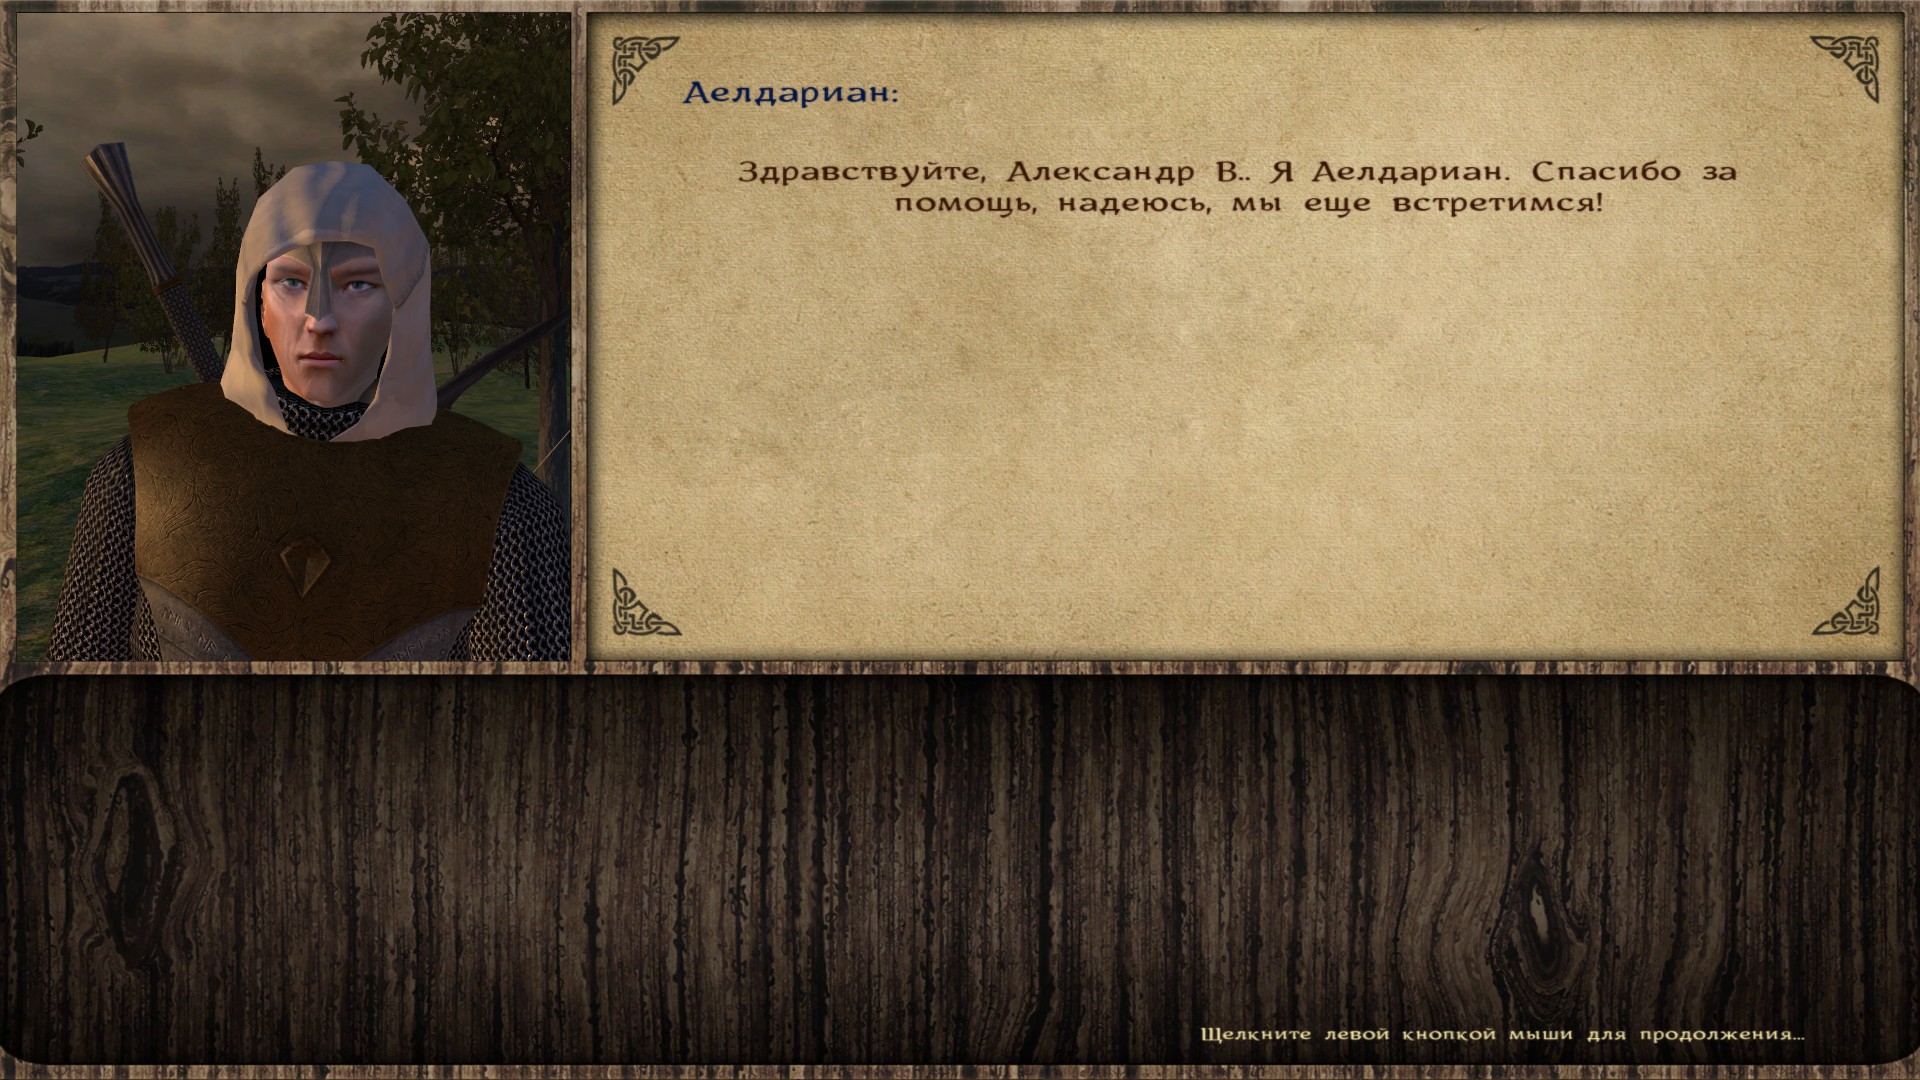 Аелдариан:
Здравствуйте, Александр В.. Я Аелдариан. Спасибо за
помощь, надеюсь, мы еще встретимся!
Щелкните левой кнопкой мыши для продолжения...